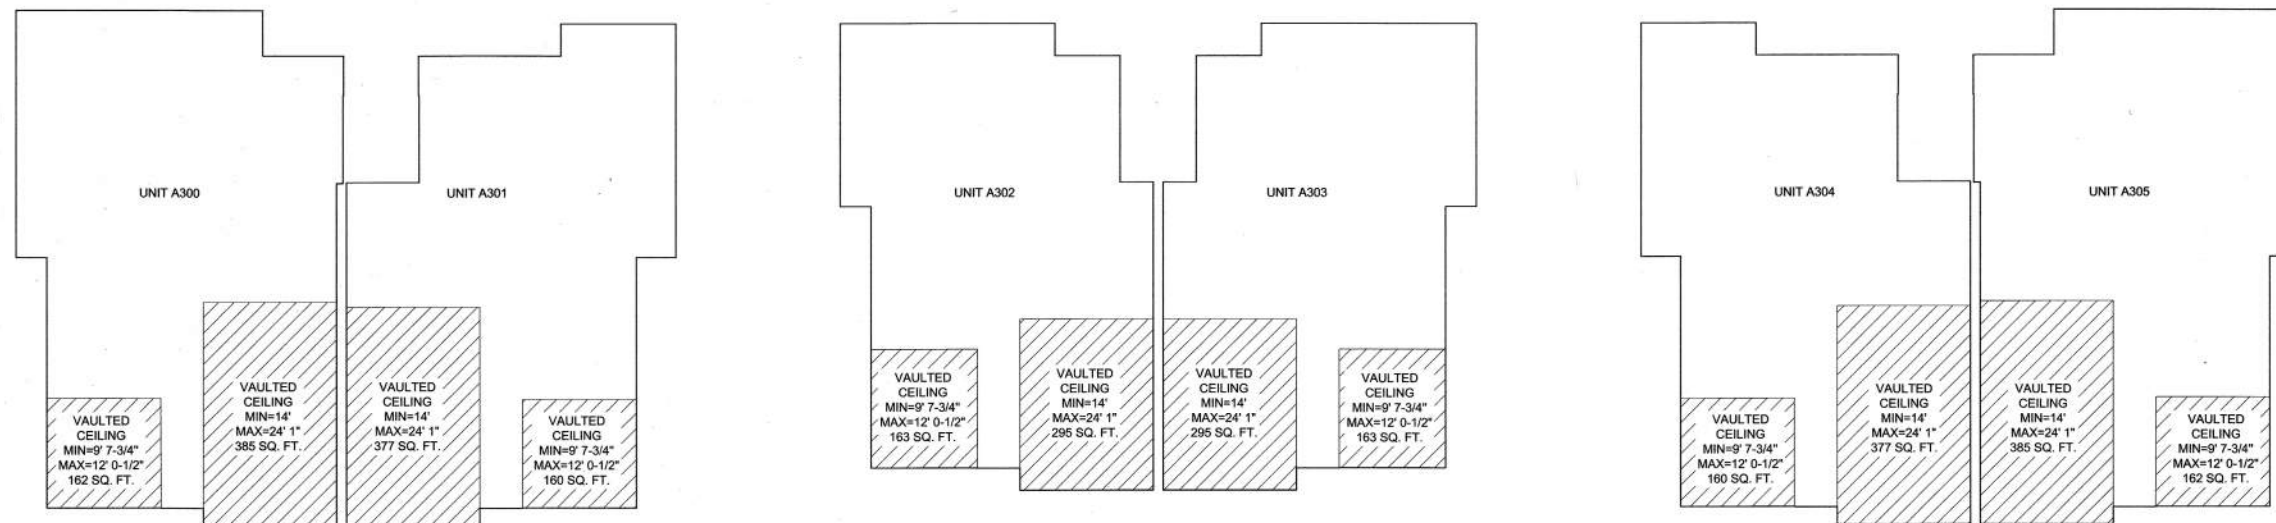 UNIT A300
UNIT A301
UNIT A302
UNIT A303
UNIT A304
UNIT A305
VAULTED
CEILING
MIN=9' 7-3/4"
MAX=12' 0-1/2"
162 SQ. FT.
VAULTED
CEILING
MIN=14'
MAX=24' 1"
385 SQ. FT.
VAULTED
CEILING
MIN=14'
MAX=24' 1"
377 SQ. FT.
VAULTED
CEILING
MIN=9' 7-3/4"
MAX=12' 0-1/2"
160 SQ. FT.
VAULTED
CEILING
MIN=9' 7-3/4"
MAX=12' 0-1/2"
163 SQ. FT.
VAULTED
CEILING
MIN=14'
MAX=24' 1"
295 SQ. FT.
VAULTED
CEILING
MIN=14'
MAX=24' 1"
295 SQ. FT.
VAULTED
CEILING
MIN=9' 7-3/4"
MAX=12' 0-1/2"
163 SQ. FT.
VAULTED
CEILING
MIN=9' 7-3/4"
MAX=12' 0-1/2"
160 SQ. FT.
VAULTED
CEILING
MIN=14'
MAX=24' 1"
377 SQ. FT.
VAULTED
CEILING
MIN=14'
MAX=24' 1"
385 SQ. FT.
VAULTED
CEILING
MIN=9' 7-3/4"
MAX=12' 0-1/2"
162 SQ. FT.